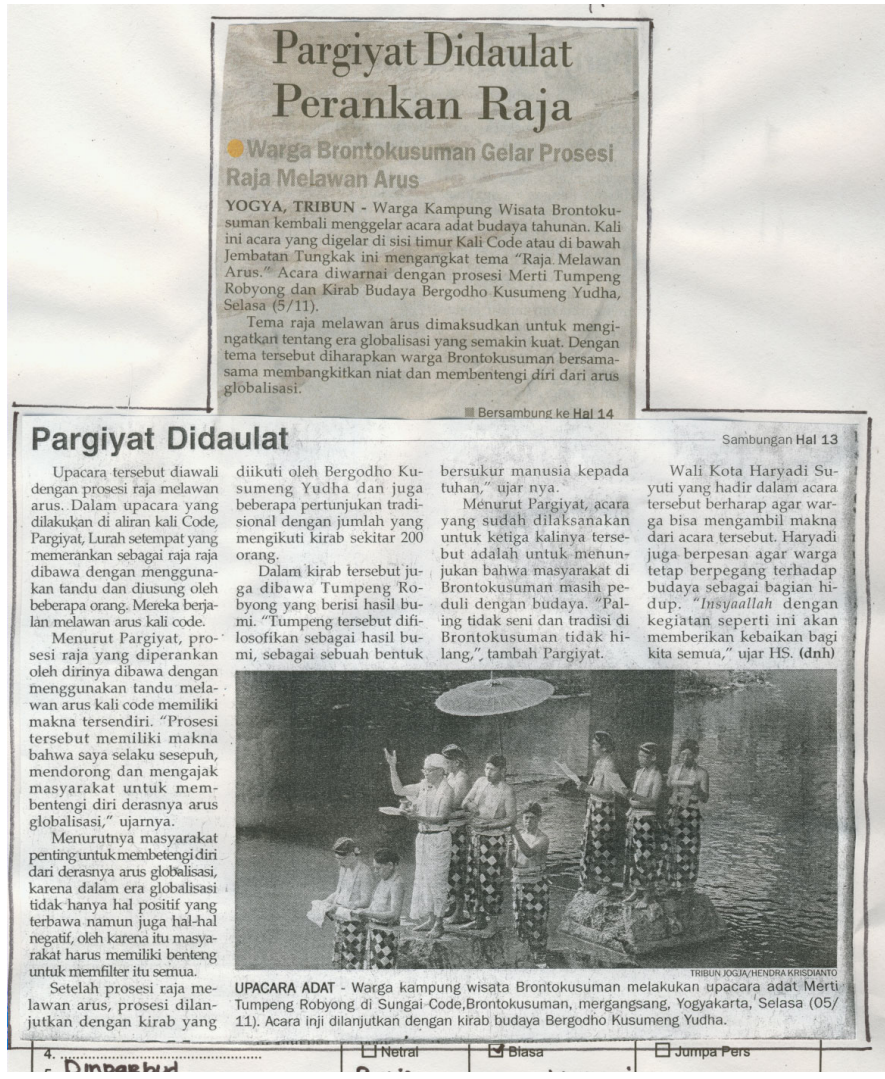 Pargiyat Didaulat
Perankan Raja
Warga Brontokusuman Gelar Prosesi
Raja Melawan Arus
YOGYA, TRIBUN - Warga Kampung Wisata Brontoku-
suman kembali menggelar acara adat budaya tahunan. Kali
ini acara yang digelar di sisi timur Kali Code atau di bawah
Jembatan Tungkak ini mengangkat tema “Raja Melawan
Arus.” Acara diwarnai dengan prosesi Merti Tumpeng
Robyong dan Kirab Budaya Bergodho Kusumeng Yudha,
Selasa (5/11).
Tema raja melawan arus dimaksudkan untuk mengi-
ngatkan tentang era globalisasi yang semakin kuat. Dengan
tema tersebut diharapkan warga Brontokusuman bersama-
sama membangkitkan niat dan membentengi diri dari arus
globalisasi.
Bersambung ke Hal 14
Pargiyat Didaulat
Sambungan Hal 13
Upacara tersebut diawali
dengan prosesi raja melawan
arus. Dalam upacara yang
dilakukan di aliran kali Code,
Pargiyat, Lurah setempat yang
memerankan sebagai raja raja
dibawa dengan mengguna-
kan tandu dan diusung oleh
beberapa orang. Mereka berja-
lan melawan arus kali code.
Menurut Pargiyat, pro-
sesi raja yang diperankan
oleh dirinya dibawa dengan
menggunakan tandu mela-
wan arus kali code memiliki
makna tersendiri. “Prosesi
tersebut memiliki makna
bahwa saya selaku sesepuh,
mendorong dan mengajak
masyarakat untuk mem-
bentengi diri derasnya arus
globalisasi,” ujarnya.
Menurutnya masyarakat
penting untuk membetengi diri
dari derasnya arus globalisasi,
karena dalam era globalisasi
tidak hanya hal positif yang
terbawa namun juga hal-hal
negatif, oleh karena itu masya-
rakat harus memiliki benteng
untuk memfilter itu semua.
Setelah prosesi raja me-
lawan arus, prosesi dilan-
jutkan dengan kirab yang
diikuti oleh Bergodho Ku-
sumeng Yudha dan juga
beberapa pertunjukan tradi-
sional dengan jumlah yang
mengikuti kirab sekitar 200
orang.
Dalam kirab tersebut ju-
ga dibawa Tumpeng Ro-
byong yang berisi hasil bu-
mi. “Tumpeng tersebut difi-
losofikan sebagai hasil bu-
mi, sebagai sebuah bentuk
bersukur manusia kepada
tuhan,” ujar nya.
Menurut Pargiyat, acara
yang sudah dilaksanakan
untuk ketiga kalinya terse-
but adalah untuk menun-
jukan bahwa masyarakat di
Brontokusuman masih pe-
duli dengan budaya. “Pal-
ing tidak seni dan tradisi di
Brontokusuman tidak hi-
lang,” tambah Pargiyat.
Wali Kota Haryadi Su-
yuti yang hadir dalam acara
tersebut berharap agar war-
ga bisa mengambil makna
dari acara tersebut. Haryadi
juga berpesan agar warga
tetap berpegang terhadap
budaya sebagai bagian hi-
dup. “Insyaallah dengan
kegiatan seperti ini akan
memberikan kebaikan bagi
kita semua,” ujar HS. (dnh)
TRIBUN JOGJA/HENDRA KRISDIANTO
UPACARA ADAT - Warga kampung wisata Brontokusuman melakukan upacara adat Merti
Tumpeng Robyong di Sungai Code,Brontokusuman, mergangsang, Yogyakarta, Selasa (05/
11). Acara inji dilanjutkan dengan kirab budaya Bergodho Kusumeng Yudha.
4. Netral Biasa Jumpa Pers